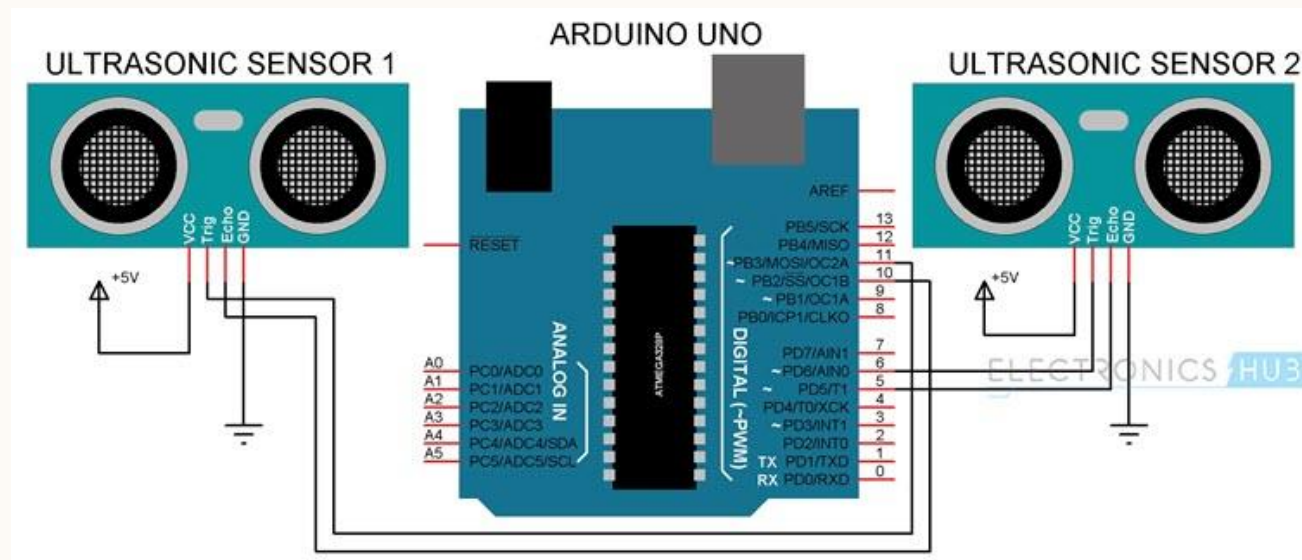 ARDUINO UNO
ULTRASONIC SENSOR 1
ULTRASONIC SENSOR 2
VCC
Trig
Echo
GND
+5V
RESET
AREF
PB5/SCK 13
PB4/MISO 12
~PB3/MOSI/OC2A 11
~ PB2/SS/OC1B 10
~ PB1/OC1A 9
PB0/ICP1/CLKO 8
PD7/AIN1 7
~PD6/AIN0 6
~ PD5/T1 5
PD4/T0/XCK 4
~PD3/INT1 3
PD2/INT0 2
TX PD1/TXD 1
RX PD0/RXD 0
DIGITAL (~PWM)
ATMEGA328P
ANALOG IN
A0 PC0/ADC0
A1 PC1/ADC1
A2 PC2/ADC2
A3 PC3/ADC3
A4 PC4/ADC4/SDA
A5 PC5/ADC5/SCL
VCC
Trig
Echo
GND
+5V
ELECTRONICS HUB